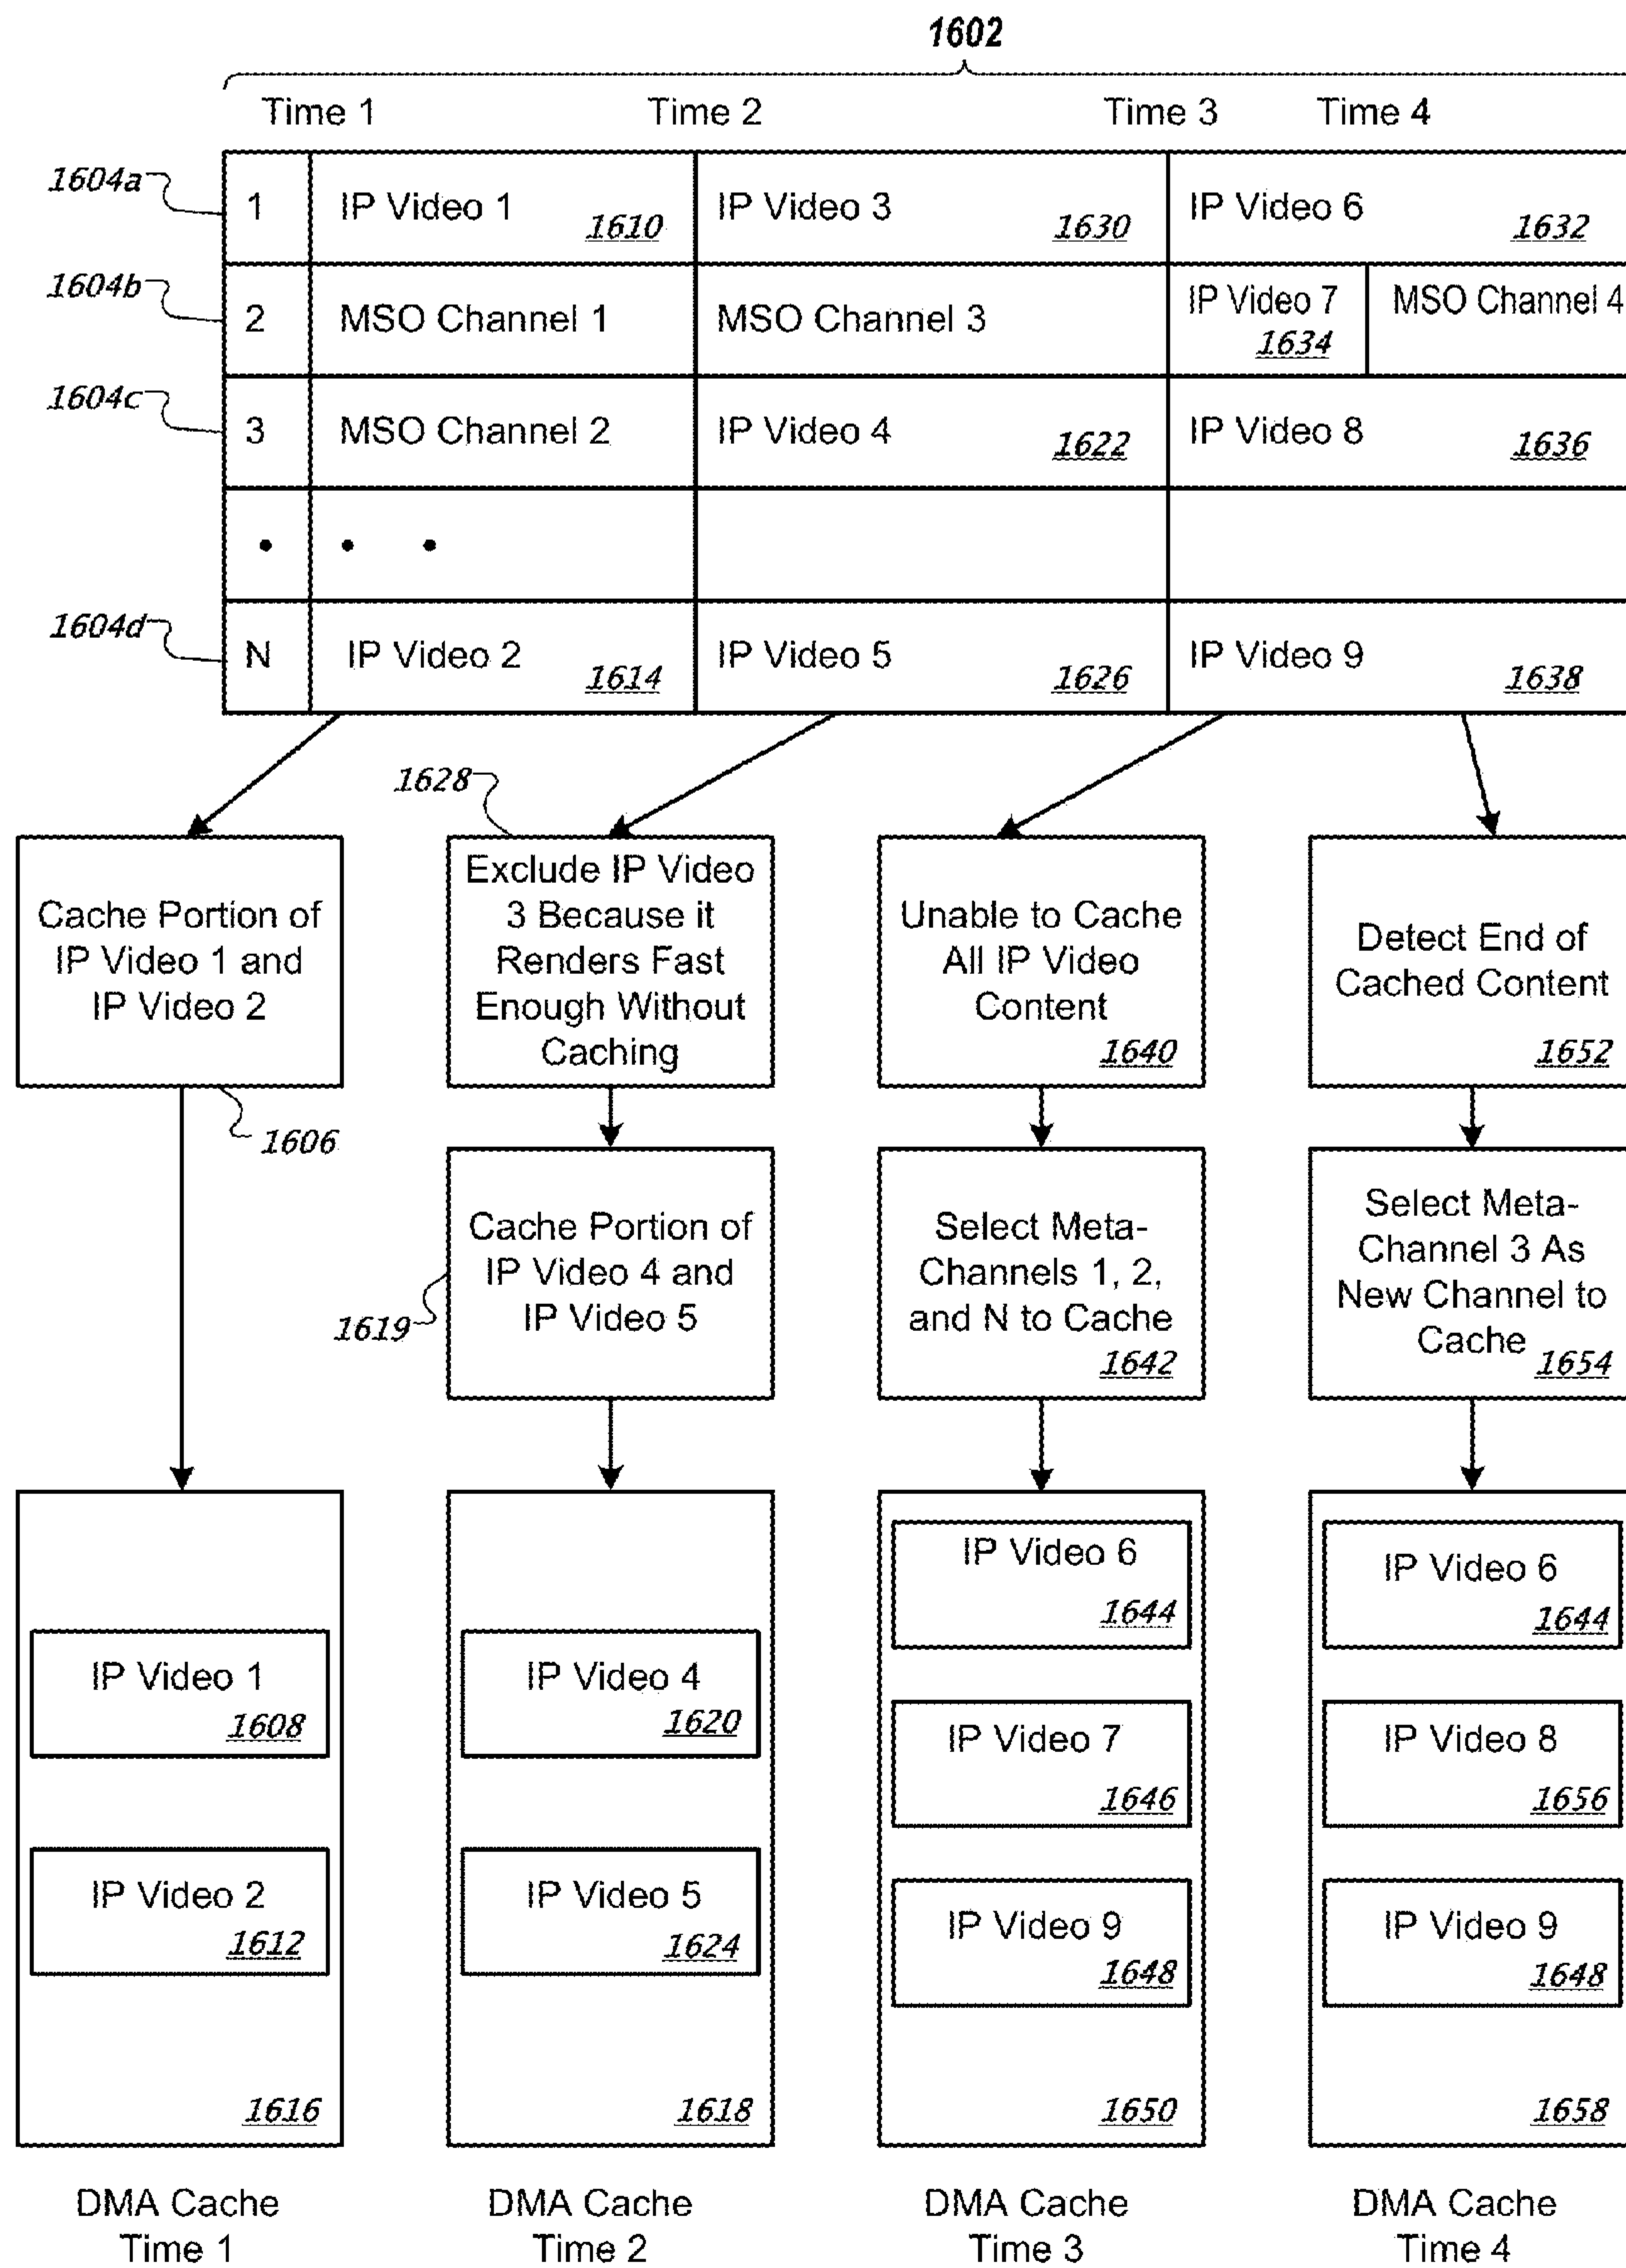 1602
Time 1 Time 2 Time 3 Time 4
1604a 1 IP Video 1 1610 IP Video 3 1630 IP Video 6 1632
1604b 2 MSO Channel 1 MSO Channel 3 IP Video 7 1634 MSO Channel 4
1604c 3 MSO Channel 2 IP Video 4 1622 IP Video 8 1636
1604d N IP Video 2 1614 IP Video 5 1626 IP Video 9 1638
Cache Portion of
IP Video 1 and
IP Video 2
1606
1628
Exclude IP Video
3 Because it
Renders Fast
Enough Without
Caching
Unable to Cache
All IP Video
Content
1640
Detect End of
Cached Content
1652
Cache Portion of
IP Video 4 and
IP Video 5
1619
Select Meta-
Channels 1, 2,
and N to Cache
1642
Select Meta-
Channel 3 As
New Channel to
Cache 1654
IP Video 1
1608
IP Video 2
1612
1616
IP Video 4
1620
IP Video 5
1624
1618
IP Video 6
1644
IP Video 7
1646
IP Video 9
1648
1650
IP Video 6
1644
IP Video 8
1656
IP Video 9
1648
1658
DMA Cache
Time 1
DMA Cache
Time 2
DMA Cache
Time 3
DMA Cache
Time 4